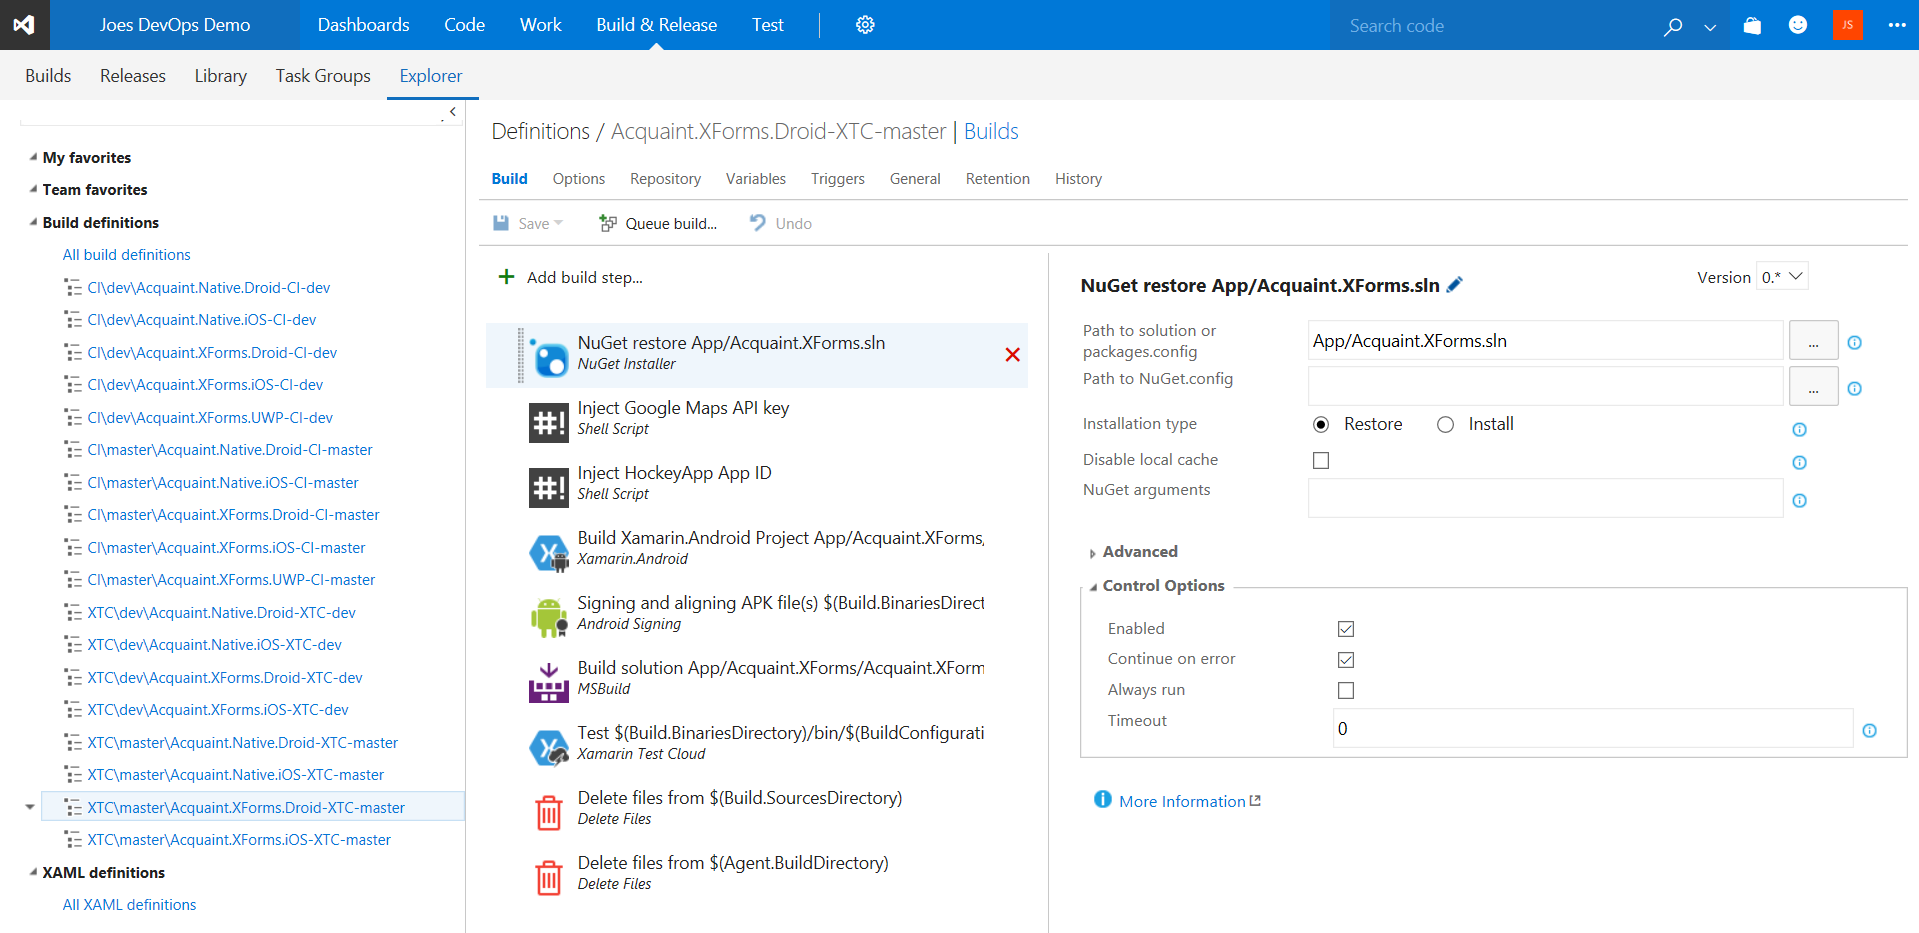 Joes DevOps Demo
Dashboards
Code
Work
Build & Release
Test
Search code
JS
Builds
Releases
Library
Task Groups
Explorer
My favorites
Team favorites
Build definitions
All build definitions
CI\dev\Acquaint.Native.Droid-CI-dev
CI\dev\Acquaint.Native.iOS-CI-dev
CI\dev\Acquaint.XForms.Droid-CI-dev
CI\dev\Acquaint.XForms.iOS-CI-dev
CI\dev\Acquaint.XForms.UWP-CI-dev
CI\master\Acquaint.Native.Droid-CI-master
CI\master\Acquaint.Native.iOS-CI-master
CI\master\Acquaint.XForms.Droid-CI-master
CI\master\Acquaint.XForms.iOS-CI-master
CI\master\Acquaint.XForms.UWP-CI-master
XTC\dev\Acquaint.Native.Droid-XTC-dev
XTC\dev\Acquaint.Native.iOS-XTC-dev
XTC\dev\Acquaint.XForms.Droid-XTC-dev
XTC\dev\Acquaint.XForms.iOS-XTC-dev
XTC\master\Acquaint.Native.Droid-XTC-master
XTC\master\Acquaint.Native.iOS-XTC-master
XTC\master\Acquaint.XForms.Droid-XTC-master
XTC\master\Acquaint.XForms.iOS-XTC-master
XAML definitions
All XAML definitions
Definitions / Acquaint.XForms.Droid-XTC-master | Builds
Build
Options
Repository
Variables
Triggers
General
Retention
History
Save
Queue build...
Undo
Add build step...
NuGet restore App/Acquaint.XForms.sln
NuGet Installer
#!
Inject Google Maps API key
Shell Script
#!
Inject HockeyApp App ID
Shell Script
Build Xamarin.Android Project App/Acquaint.XForms/
Xamarin.Android
Signing and aligning APK file(s) $(Build.BinariesDirect
Android Signing
Build solution App/Acquaint.XForms/Acquaint.XForm
MSBuild
Test $(Build.BinariesDirectory)/bin/$(BuildConfigurati
Xamarin Test Cloud
Delete files from $(Build.SourcesDirectory)
Delete Files
Delete files from $(Agent.BuildDirectory)
Delete Files
NuGet restore App/Acquaint.XForms.sln
Version 0.*
Path to solution or
packages.config
App/Acquaint.XForms.sln
...
Path to NuGet.config
...
Installation type
Restore
Install
Disable local cache
NuGet arguments
Advanced
Control Options
Enabled
Continue on error
Always run
Timeout
0
More Information